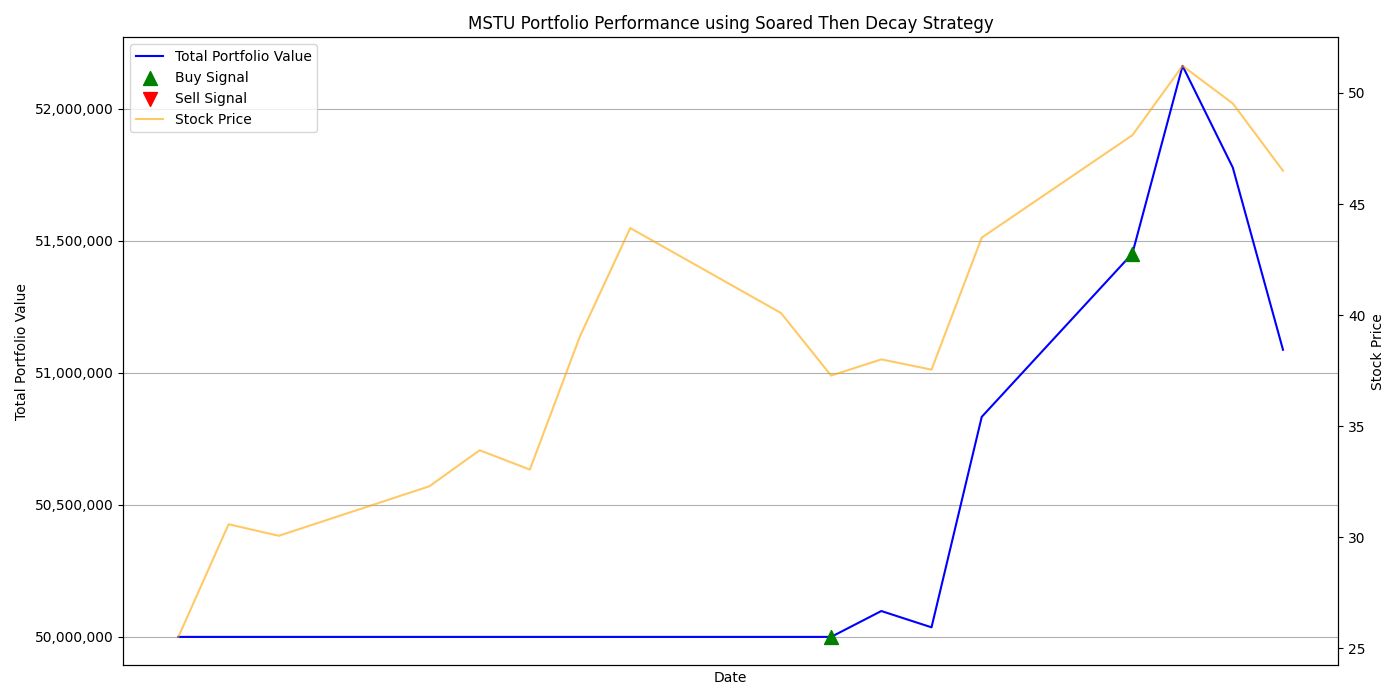 MSTU Portfolio Performance using Soared Then Decay Strategy
Total Portfolio Value
Buy Signal
Sell Signal
Stock Price
52,000,000
51,500,000
51,000,000
50,500,000
50,000,000
Total Portfolio Value
50
45
40
35
30
25
Stock Price
Date